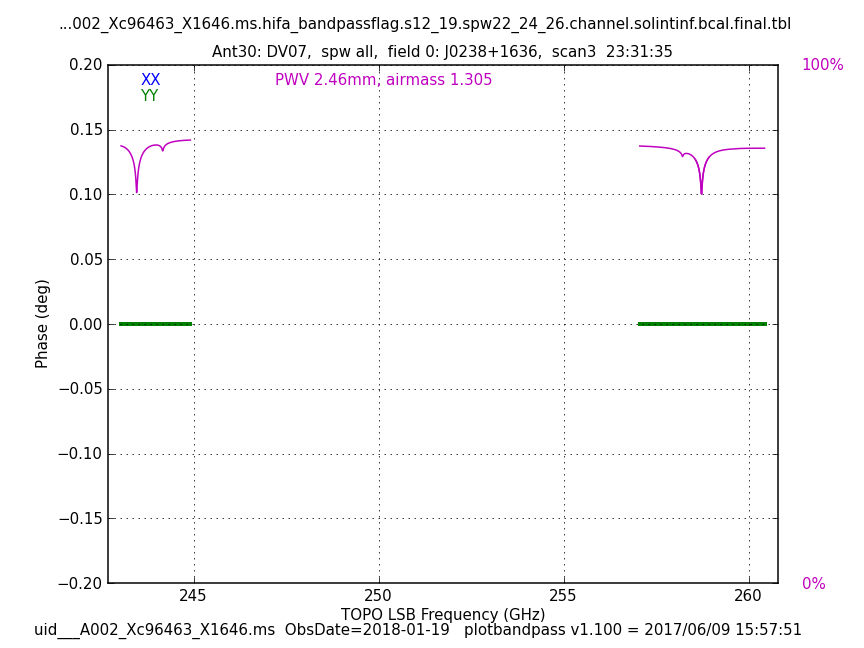 ...002_Xc96463_X1646.ms.hifa_bandpassflag.s12_19.spw22_24_26.channel.solintinf.bcal.final.tbl
Ant30: DV07,  spw all,  field 0: J0238+1636,  scan3  23:31:35
0.20
100%
XX
PWV 2.46mm, airmass 1.305
YY
0.15
0.10
0.05
0.00
Phase (deg)
−0.05
−0.10
−0.15
−0.20
0%
245
250
255
260
TOPO LSB Frequency (GHz)
uid___A002_Xc96463_X1646.ms  ObsDate=2018-01-19   plotbandpass v1.100 = 2017/06/09 15:57:51